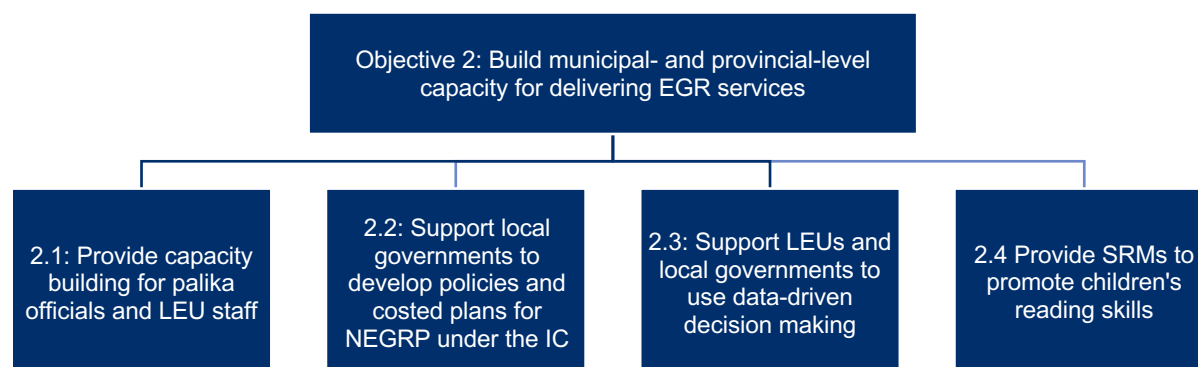 Objective 2: Build municipal- and provincial-level
capacity for delivering EGR services
2.1: Provide capacity
building for palika
officials and LEU staff
2.2: Support local
governments to
develop policies and
costed plans for
NEGRP under the IC
2.3: Support LEUs and
local governments to
use data-driven
decision making
2.4 Provide SRMs to
promote children's
reading skills